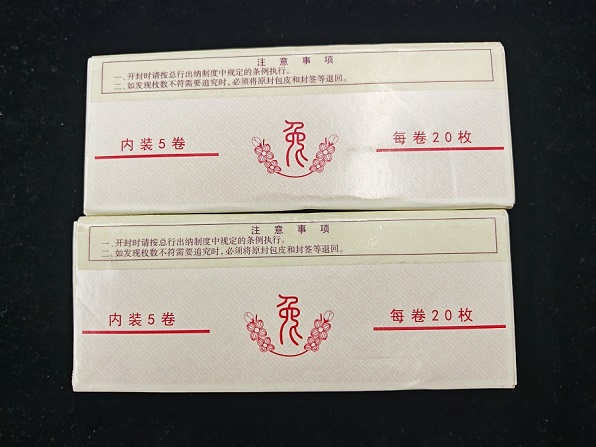 注意事项
一、开封时请按总行出纳制度中规定的条例执行。
二、如发现枚数不符需要追究时，必须将原封包皮和封签等退回。
内装5卷
兔
每卷20枚
注意事项
一、开封时请按总行出纳制度中规定的条例执行。
二、如发现枚数不符需要追究时，必须将原封包皮和封签等退回。
内装5卷
兔
每卷20枚